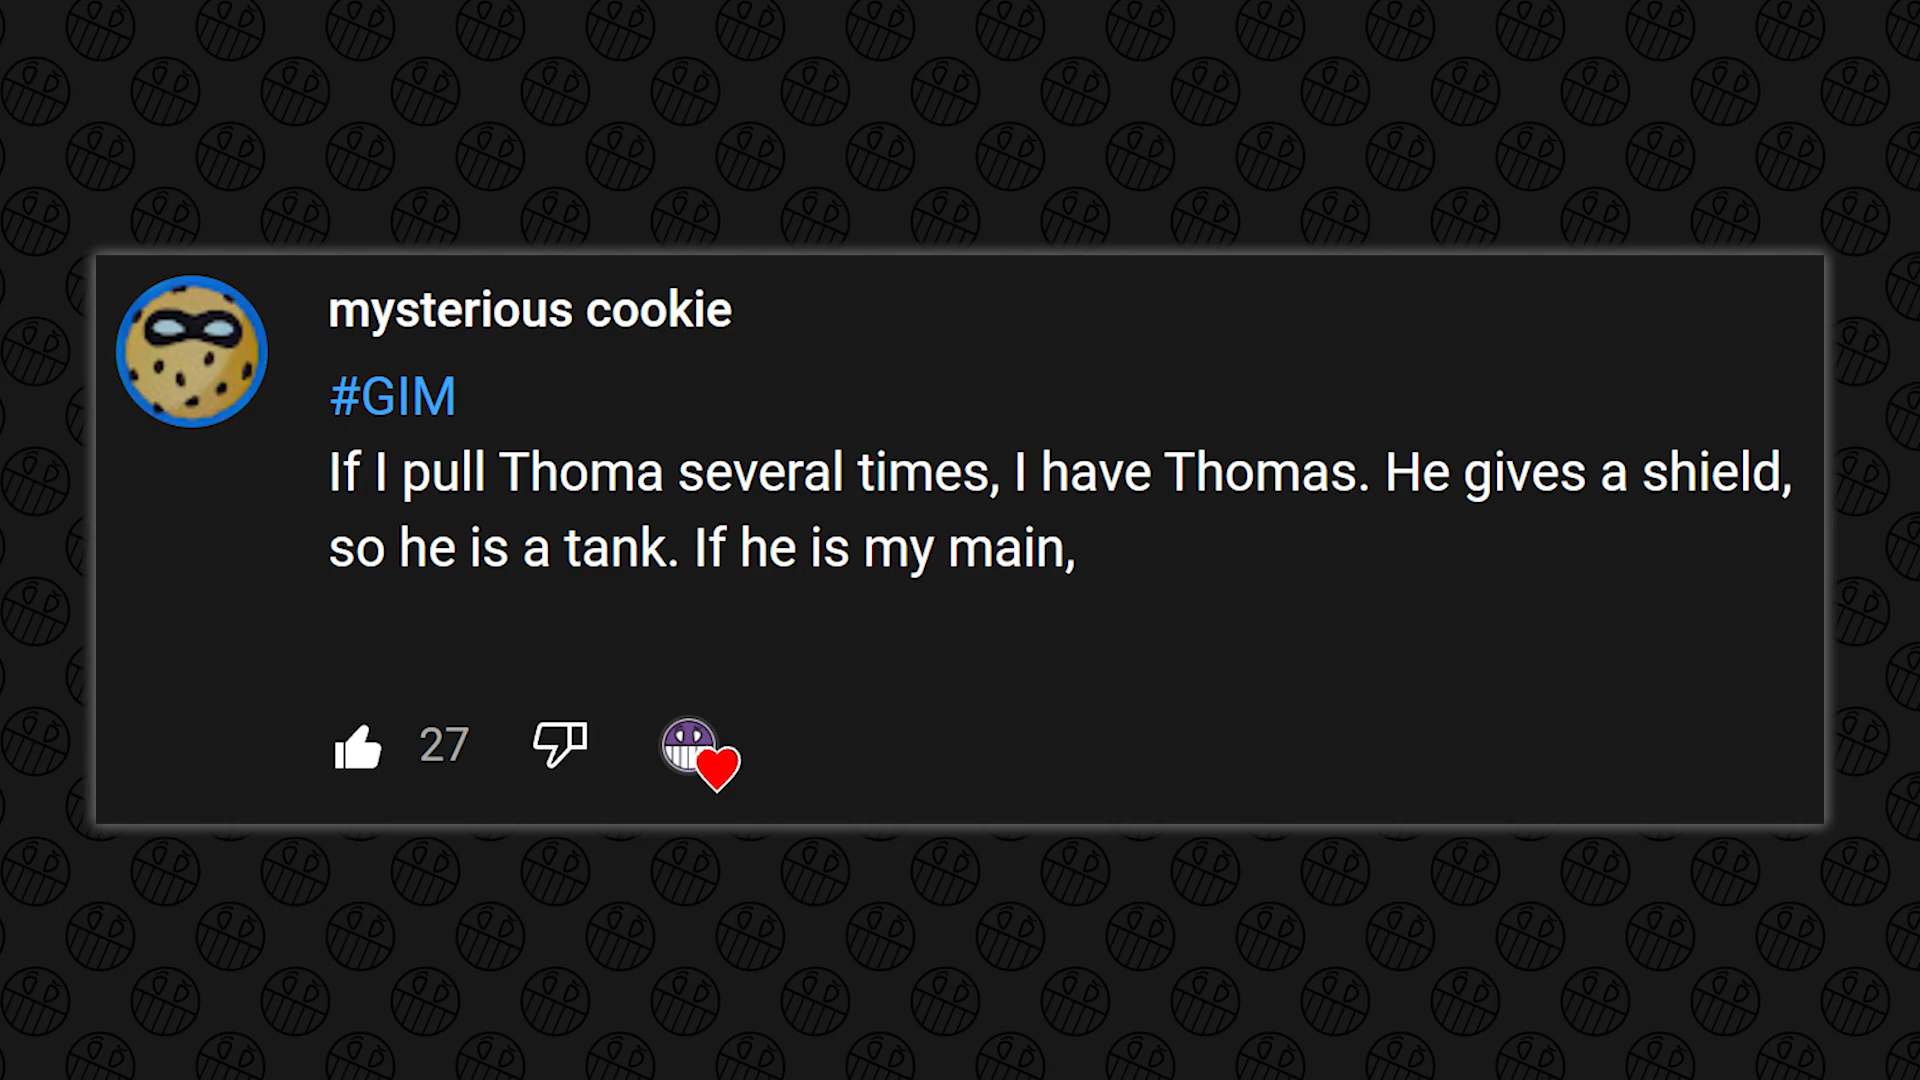 mysterious cookie
#GIM
If I pull Thoma several times, I have Thomas. He gives a shield,
so he is a tank. If he is my main,
27